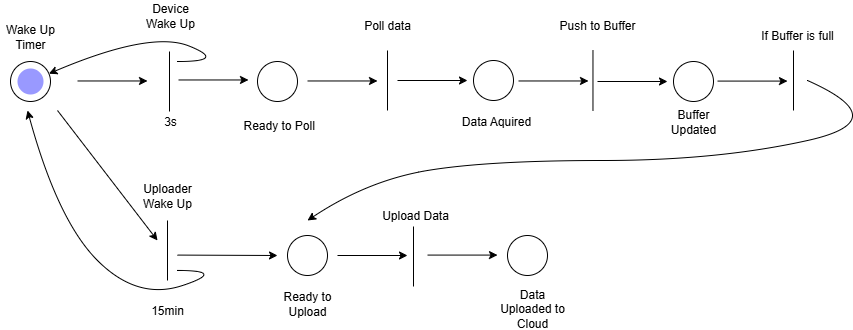 Device
Wake Up
Wake Up
Timer
Poll data
Push to Buffer
If Buffer is full
3s
Ready to Poll
Data Aquired
Buffer
Updated
Uploader
Wake Up
Upload Data
15min
Ready to
Upload
Data
Uploaded to
Cloud